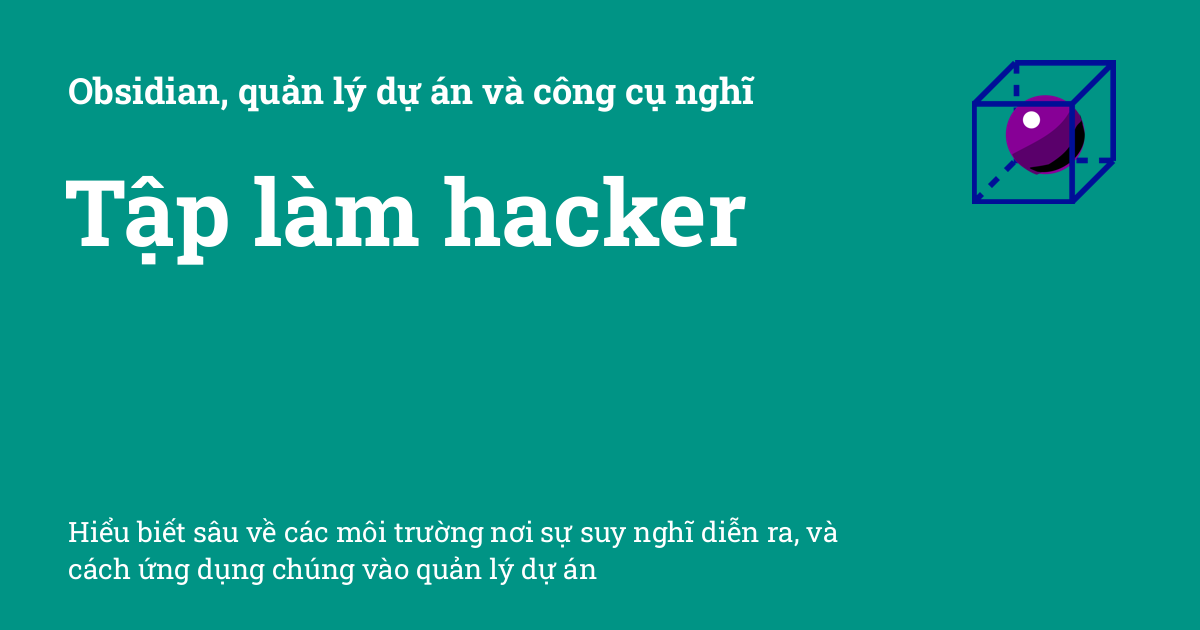 Obsidian, quản lý dự án và công cụ nghĩ
Tập làm hacker
Hiểu biết sâu về các môi trường nơi sự suy nghĩ diễn ra, và
cách ứng dụng chúng vào quản lý dự án